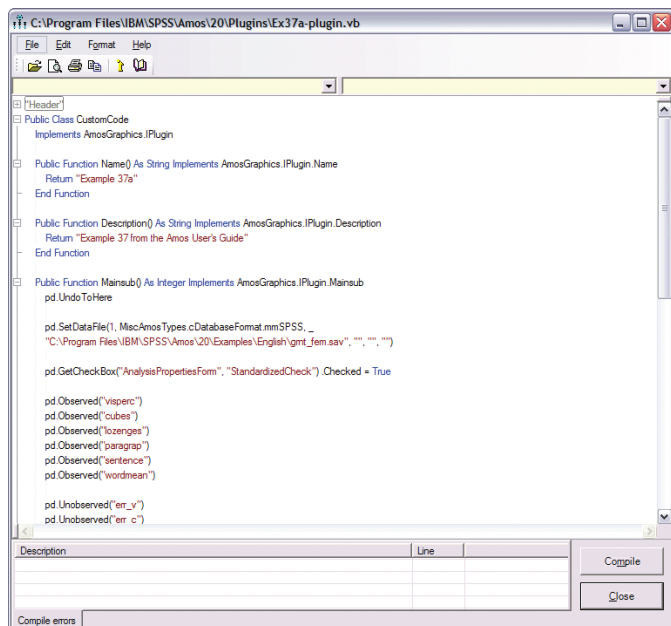 C:\Program Files\IBM\SPSS\Amos\20\Plugins\Ex37a-plugin.vb
File Edit Format Help
"Header"
Public Class CustomCode
Implements AmosGraphics.IPlugin
Public Function Name() As String Implements AmosGraphics.IPlugin.Name
Return "Example 37a"
End Function
Public Function Description() As String Implements AmosGraphics.IPlugin.Description
Return "Example 37 from the Amos User's Guide"
End Function
Public Function Mainsub() As Integer Implements AmosGraphics.IPlugin.Mainsub
pd.UndoToHere
pd.SetDataFile(1, MiscAmosTypes.cDatabaseFormat.mmSPSS, _
"C:\Program Files\IBM\SPSS\Amos\20\Examples\English\grnt_fem.sav", "", "", "")
pd.GetCheckBox("AnalysisPropertiesForm", "StandardizedCheck") .Checked = True
pd.Observed("visperc")
pd.Observed("cubes")
pd.Observed("lozenges")
pd.Observed("paragrap")
pd.Observed("sentence")
pd.Observed("wordmean")
pd.Unobserved("err_v")
pd.Unobserved("err_c")
Description Line
Compile
Close
Compile errors